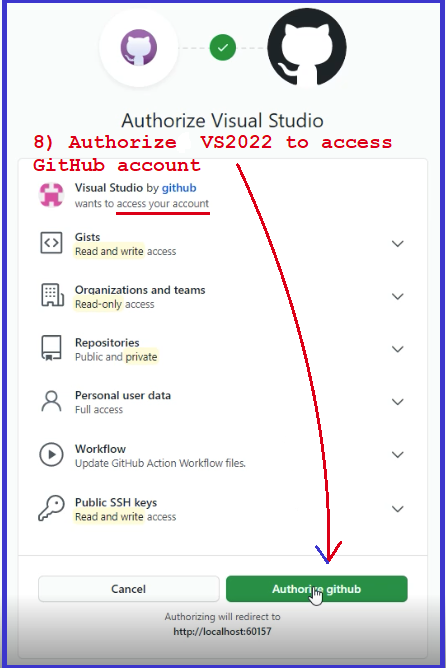 Authorize Visual Studio
8) Authorize VS2022 to access
GitHub account
Visual Studio by github
wants to access your account
Gists
Read and write access
Organizations and teams
Read-only access
Repositories
Public and private
Personal user data
Full access
Workflow
Update GitHub Action Workflow files.
Public SSH keys
Read and write access
Cancel
Authorize github
Authorizing will redirect to
http://localhost:60157